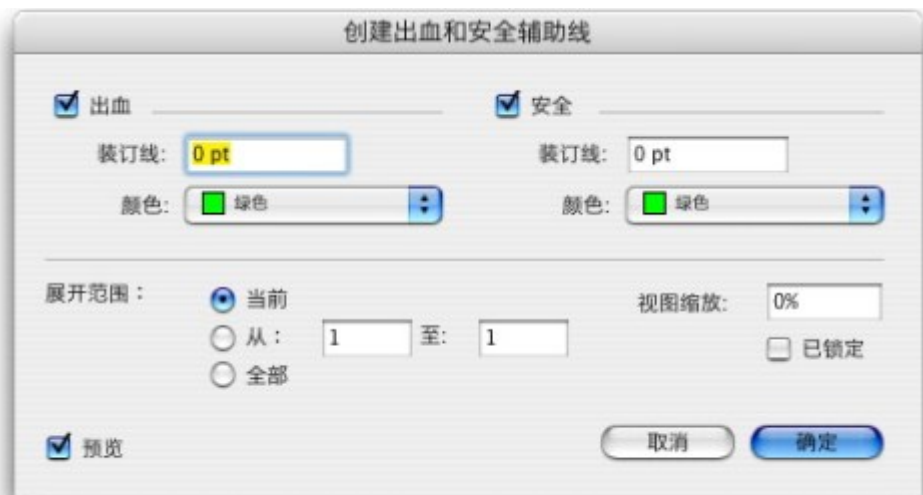 创建出血和安全辅助线
出血 安全
装订线: 0 pt 装订线: 0 pt
颜色: 绿色 颜色: 绿色
展开范围： 当前 视图缩放: 0%
从： 1 至: 1 已锁定
全部
预览 取消 确定